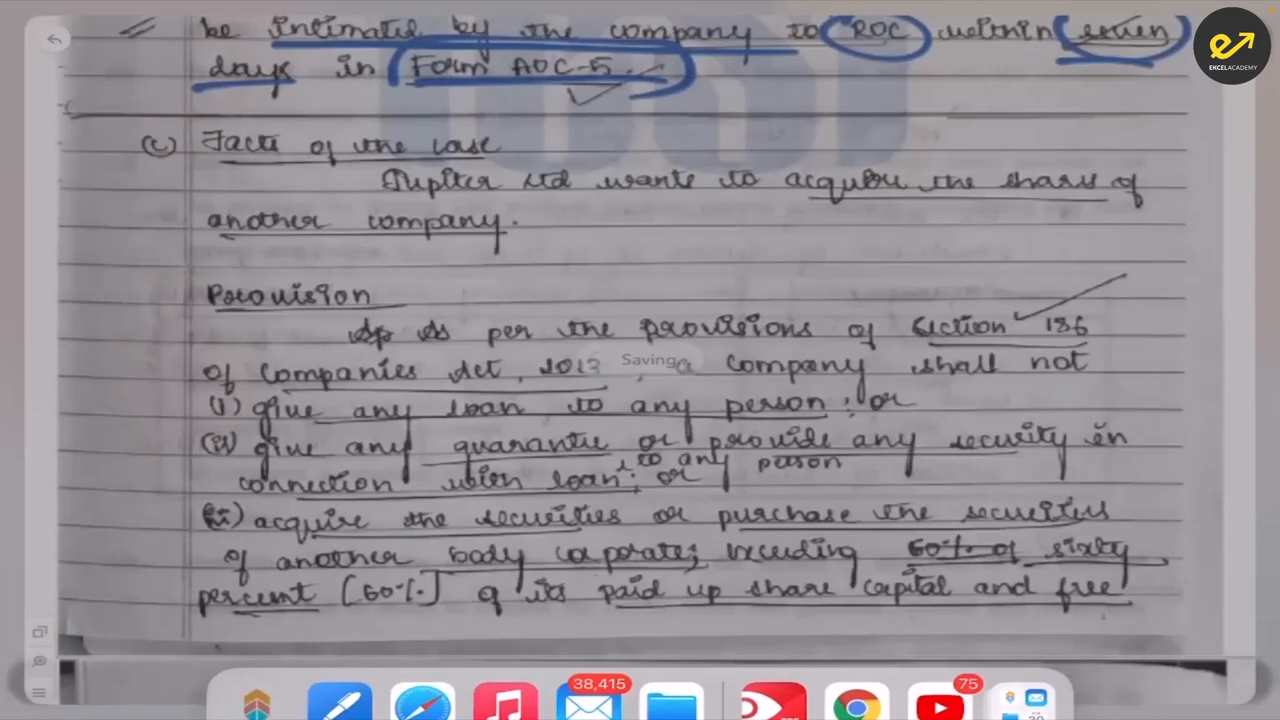 be intimated by the company to ROC within seven
days in Form AOC-5.
EKCELACADEMY
(c) Facts of the case
Jupiter Ltd wants to acquire the shares of
another company.
Provision
As per the provisions of Section 186
of Companies Act, 2013, a company shall not
Saving
(i) give any loan to any person; or
(ii) give any guarantee or provide any security in
connection with loan to any person; or
(iii) acquire the securities or purchase the securities
of another body corporate; exceeding 60% of sixty
percent [60%] of its paid up share capital and free
38,415
75